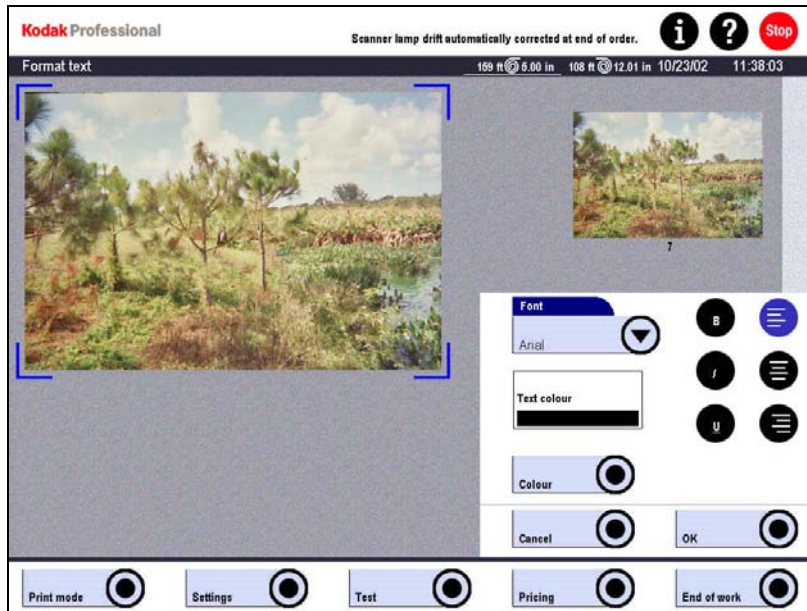 Kodak Professional
Scanner lamp drift automatically corrected at end of order.
i ? Stop
Format text 159 ft 5.00 in 108 ft 12.01 in 10/23/02 11:38:03
7
Font
Arial
B
I
U
Text colour
Colour
Cancel OK
Print mode Settings Test Pricing End of work